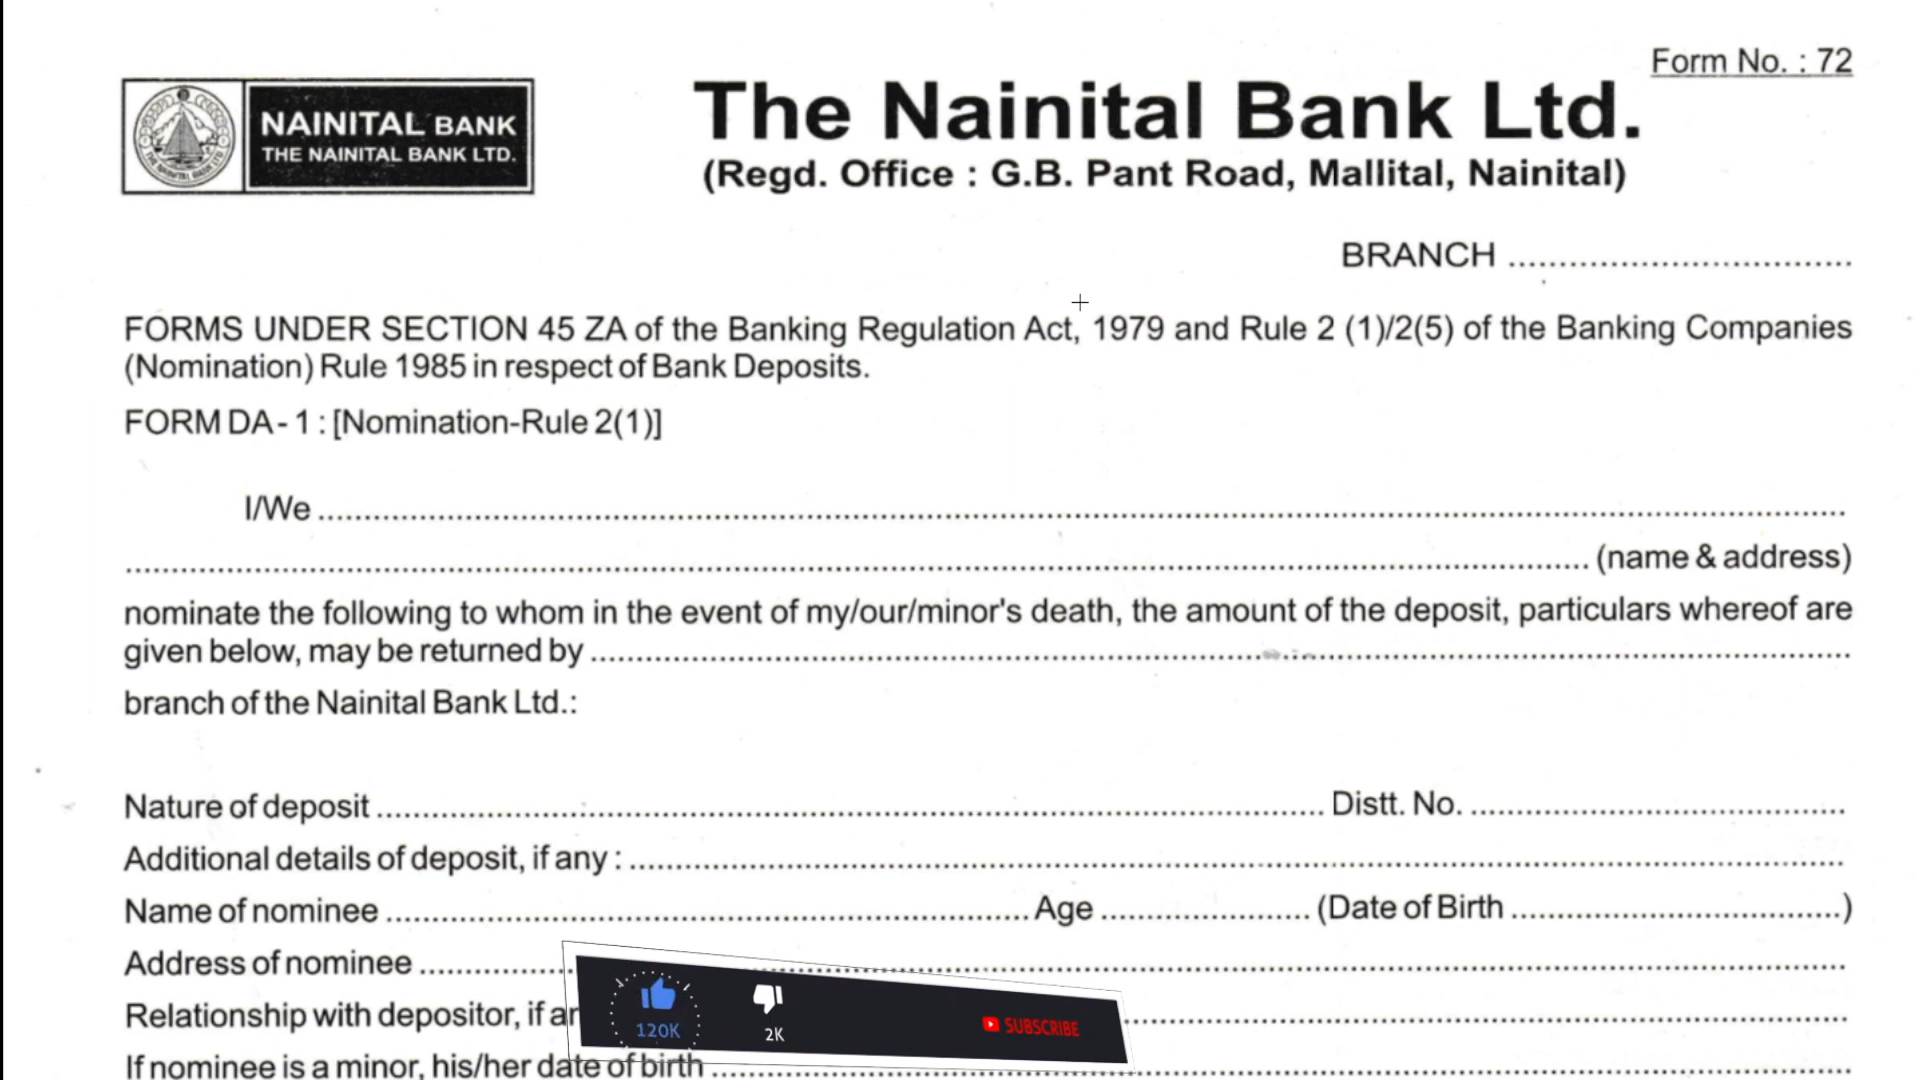 Form No. : 72
NAINITAL BANK
THE NAINITAL BANK LTD.
The Nainital Bank Ltd.
(Regd. Office : G.B. Pant Road, Mallital, Nainital)
BRANCH ....................................
FORMS UNDER SECTION 45 ZA of the Banking Regulation Act, 1979 and Rule 2 (1)/2(5) of the Banking Companies
(Nomination) Rule 1985 in respect of Bank Deposits.
FORM DA - 1 : [Nomination-Rule 2(1)]
I/We ....................................
.................................... (name & address)
nominate the following to whom in the event of my/our/minor's death, the amount of the deposit, particulars whereof are
given below, may be returned by ....................................
branch of the Nainital Bank Ltd.:
Nature of deposit .................................... Distt. No. ....................................
Additional details of deposit, if any : ....................................
Name of nominee .................................... Age ...................... (Date of Birth ....................................)
Address of nominee ....................................
Relationship with depositor, if
120K
2K
SUBSCRIBE
If nominee is a minor, his/her date of birth ....................................